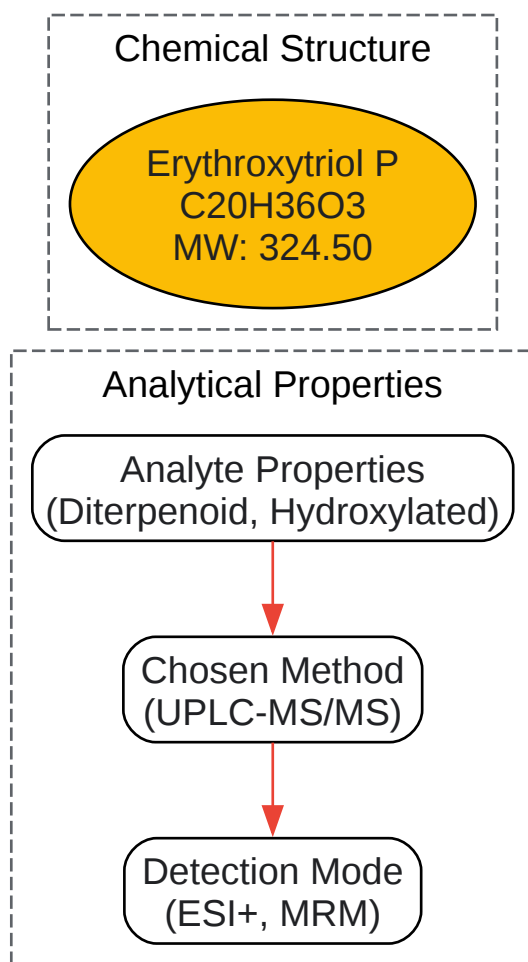 Chemical Structure
Erythroxytriol P
C20H36O3
MW: 324.50
Analytical Properties
Analyte Properties
(Diterpenoid, Hydroxylated)
Chosen Method
(UPLC-MS/MS)
Detection Mode
(ESI+, MRM)